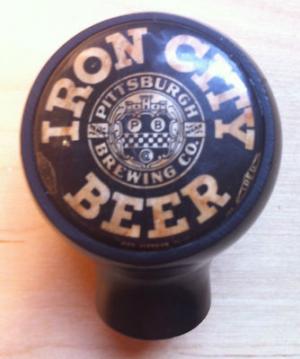 IRON CITY
PITTSBURGH
P B
C
BREWING CO.
BEER